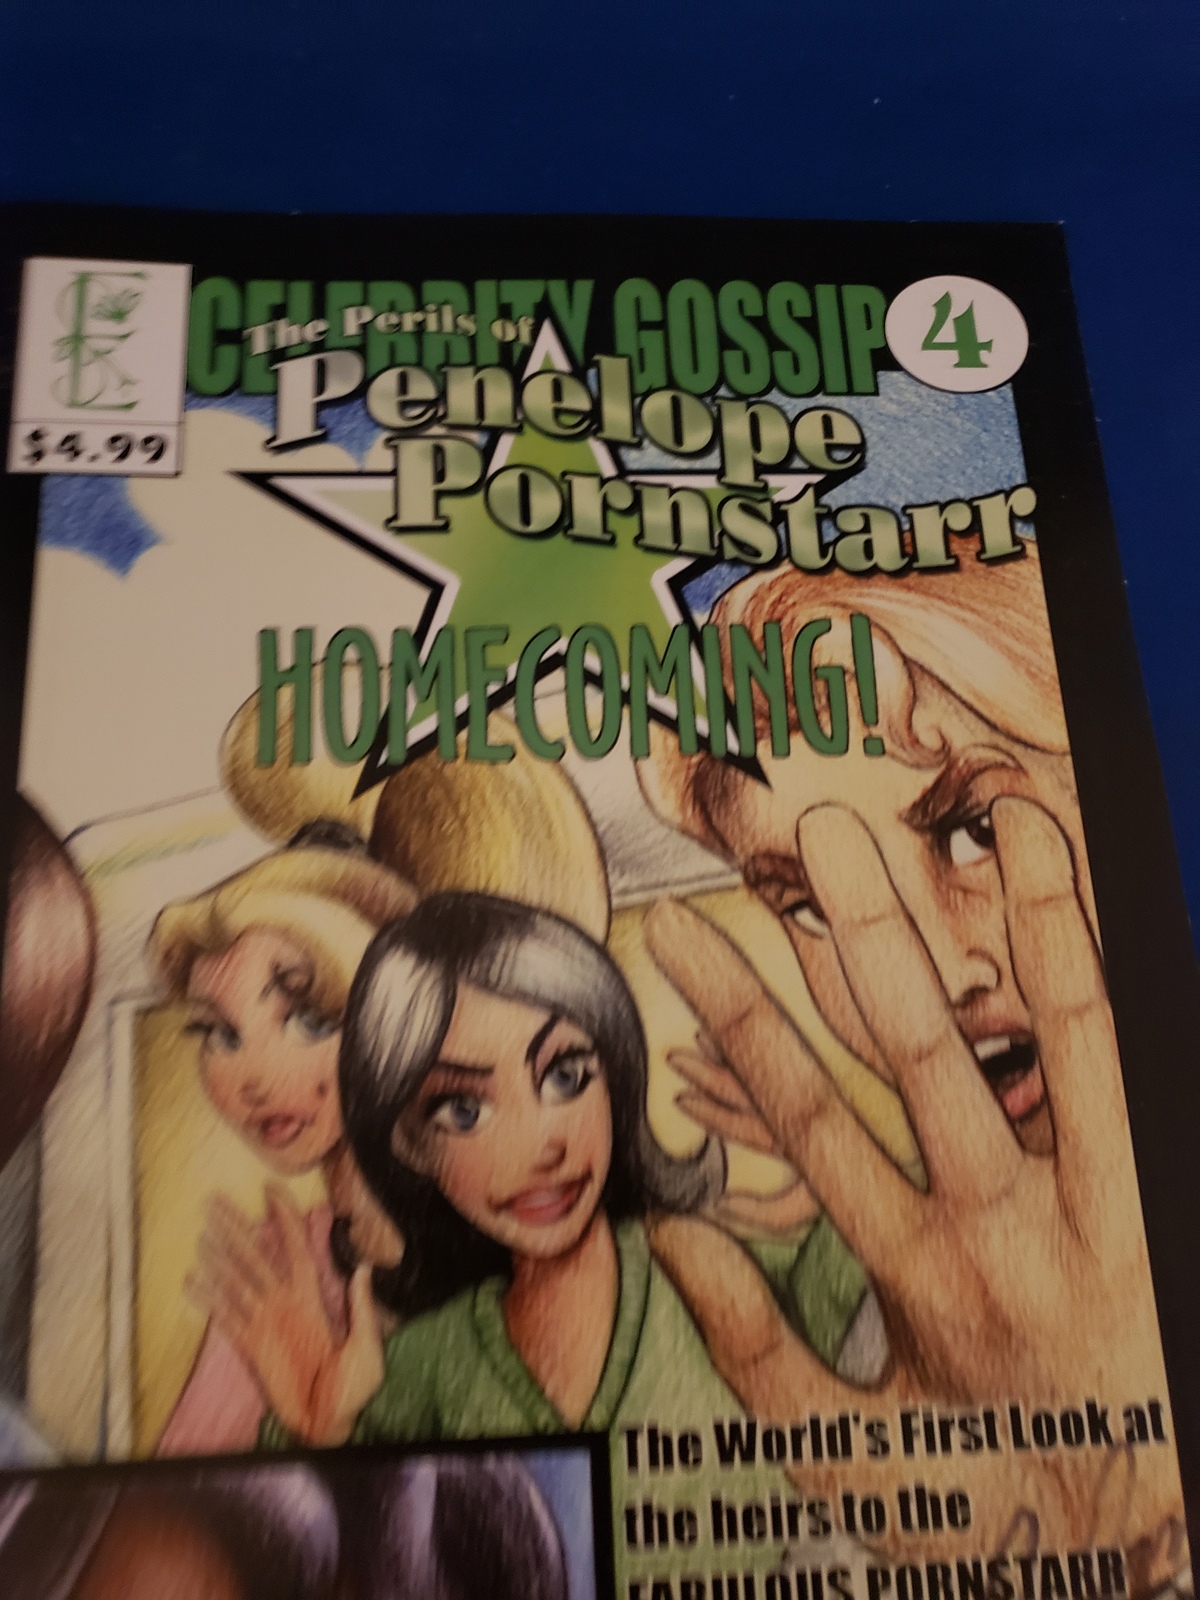 CELEBRITY GOSSIP
4
$4.99
The Perils of
Penelope
Pornstarr
HOMECOMING!
The World's First Look at
the heirs to the
FABULOUS PORNSTARR